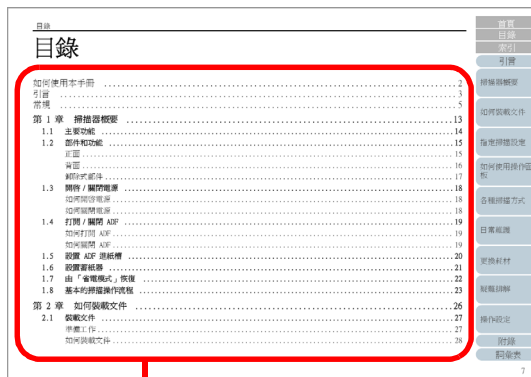 目錄
目錄
如何使用本手冊 2
引言 3
常規 5
第 1 章 掃描器概要 13
1.1 主要功能 14
1.2 部件和功能 15
正面 15
背面 16
卸除式部件 17
1.3 開啓 / 關閉電源 18
如何開啓電源 18
如何關閉電源 18
1.4 打開 / 關閉 ADF 19
如何打開 ADF 19
如何關閉 ADF 19
1.5 設置 ADF 進紙槽 20
1.6 設置蓄紙器 21
1.7 由「省電模式」恢復 22
1.8 基本的掃描操作流程 23
第 2 章 如何裝載文件 26
2.1 裝載文件 27
準備工作 27
如何裝載文件 28
首頁
目錄
索引
引言
掃描器概要
如何裝載文件
指定掃描設定
如何使用操作面板
各種掃描方式
日常維護
更換耗材
疑難排解
操作設定
附錄
詞彙表
7